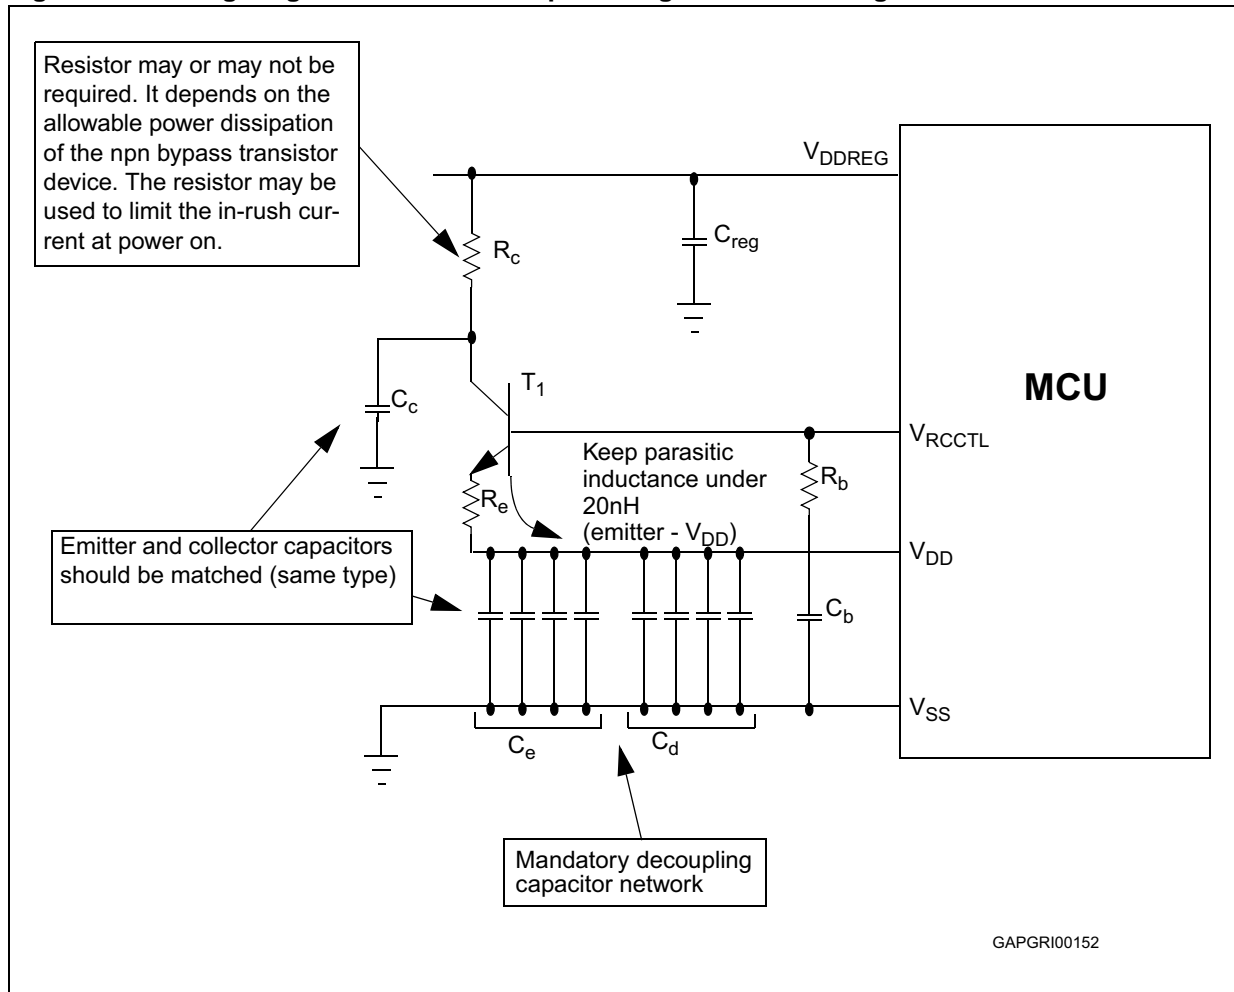 Resistor may or may not be
required. It depends on the
allowable power dissipation
of the npn bypass transistor
device. The resistor may be
used to limit the in-rush cur-
rent at power on.
VDDREG
Creg
Rc
T1
Cc
MCU
VRCCTL
Keep parasitic
inductance under
20nH
(emitter - VDD)
Rb
Re
Emitter and collector capacitors
should be matched (same type)
VDD
Cb
VSS
Ce
Cd
Mandatory decoupling
capacitor network
GAPGRI00152